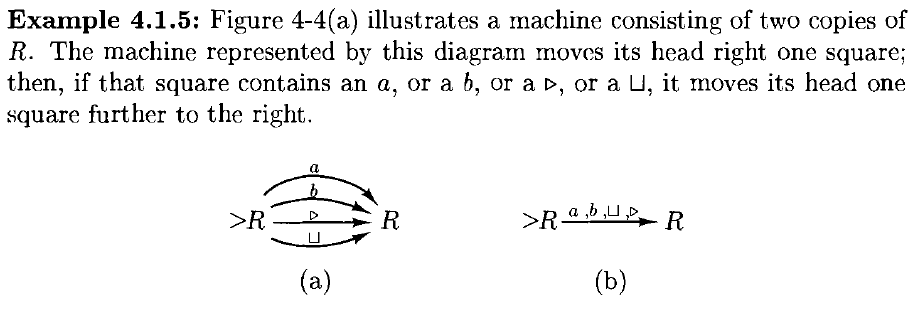 Example 4.1.5: Figure 4-4(a) illustrates a machine consisting of two copies of
R. The machine represented by this diagram moves its head right one square;
then, if that square contains an a, or a b, or a ▷, or a ⊔, it moves its head one
square further to the right.
a
b
>R ▷ R
⊔
>R a ,b ,⊔ ,▷ R
(a) (b)